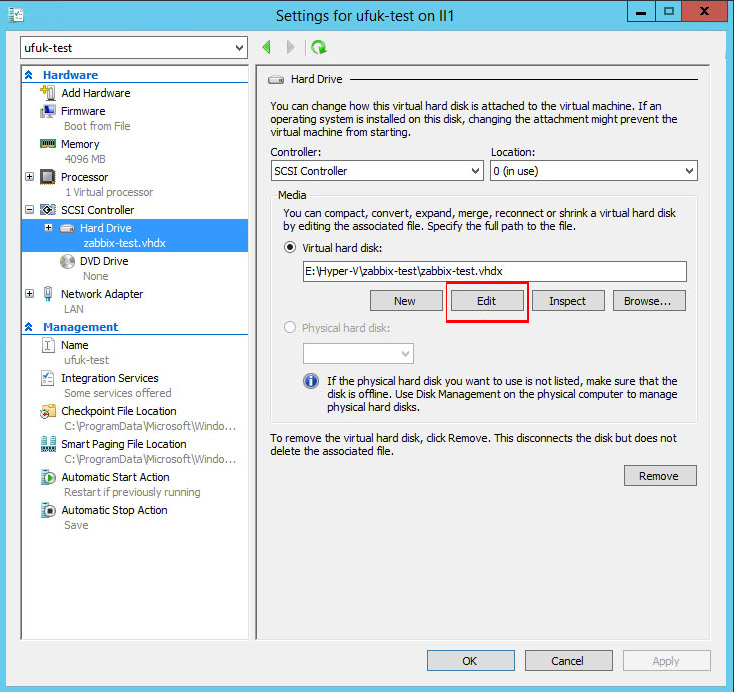 Settings for ufuk-test on II1
ufuk-test
Hardware
Add Hardware
Firmware
Boot from File
Memory
4096 MB
Processor
1 Virtual processor
SCSI Controller
Hard Drive
zabbix-test.vhdx
DVD Drive
None
Network Adapter
LAN
Management
Name
ufuk-test
Integration Services
Some services offered
Checkpoint File Location
C:\ProgramData\Microsoft\Windo...
Smart Paging File Location
C:\ProgramData\Microsoft\Windo...
Automatic Start Action
Restart if previously running
Automatic Stop Action
Save
Hard Drive
You can change how this virtual hard disk is attached to the virtual machine. If an
operating system is installed on this disk, changing the attachment might prevent the
virtual machine from starting.
Controller: Location:
SCSI Controller 0 (in use)
Media
You can compact, convert, expand, merge, reconnect or shrink a virtual hard disk
by editing the associated file. Specify the full path to the file.
Virtual hard disk:
E:\Hyper-V\zabbix-test\zabbix-test.vhdx
New Edit Inspect Browse...
Physical hard disk:
If the physical hard disk you want to use is not listed, make sure that the
disk is offline. Use Disk Management on the physical computer to manage
physical hard disks.
To remove the virtual hard disk, click Remove. This disconnects the disk but does not
delete the associated file.
Remove
OK Cancel Apply